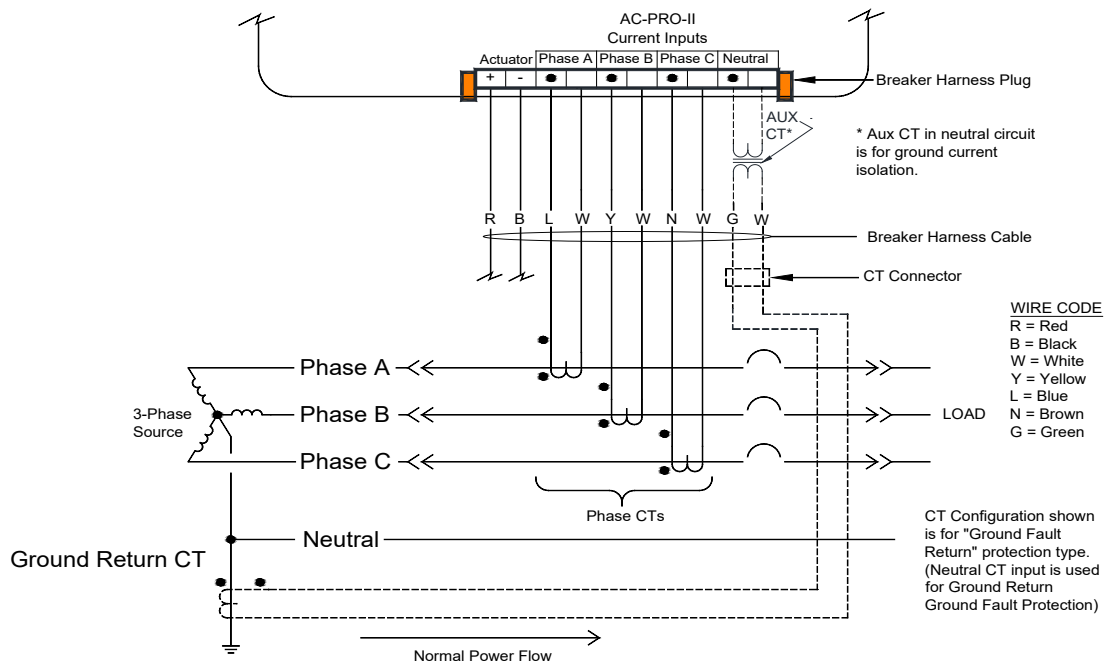 AC-PRO-II
Current Inputs
Actuator Phase A Phase B Phase C Neutral
+ -
Breaker Harness Plug
AUX
CT*
* Aux CT in neutral circuit
is for ground current
isolation.
R B L W Y W N W G W
Breaker Harness Cable
CT Connector
WIRE CODE
R = Red
B = Black
W = White
Y = Yellow
L = Blue
N = Brown
G = Green
Phase A
3-Phase
Source
Phase B
LOAD
Phase C
Phase CTs
Neutral
Ground Return CT
CT Configuration shown
is for "Ground Fault
Return" protection type.
(Neutral CT input is used
for Ground Return
Ground Fault Protection)
Normal Power Flow